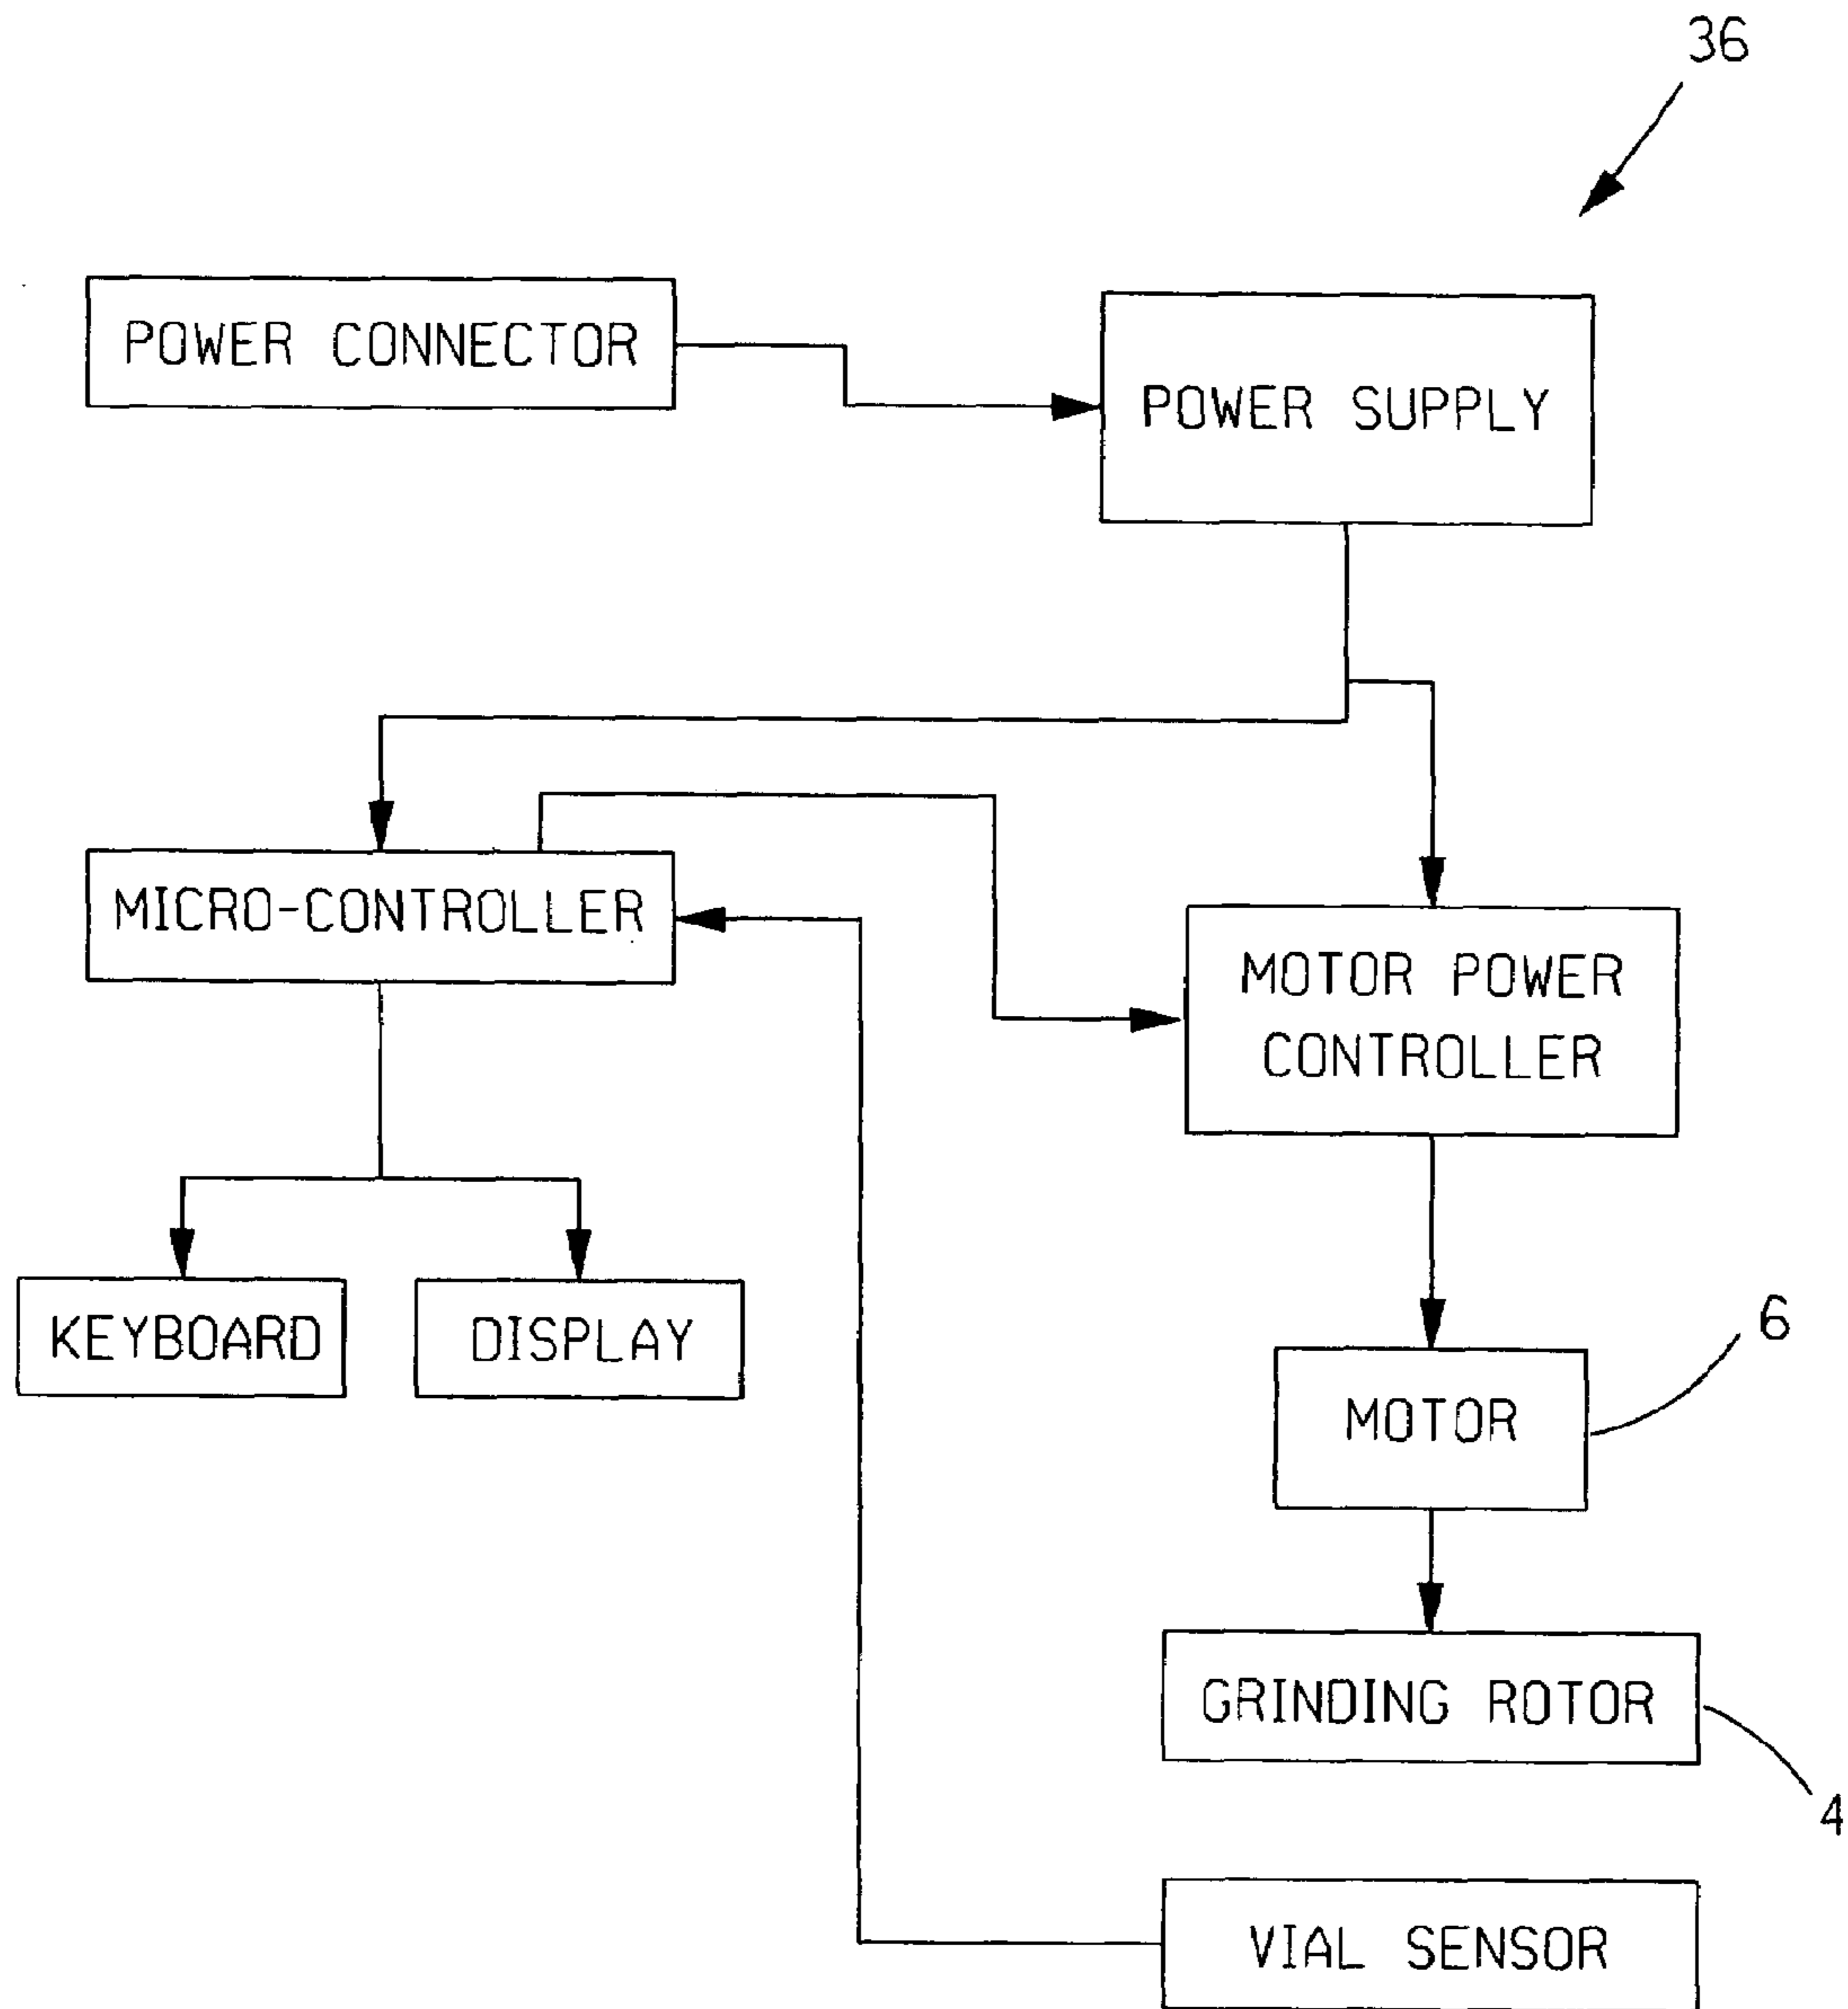 36
POWER CONNECTOR
POWER SUPPLY
MICRO-CONTROLLER
MOTOR POWER
CONTROLLER
KEYBOARD
DISPLAY
6
MOTOR
GRINDING ROTOR
4
VIAL SENSOR